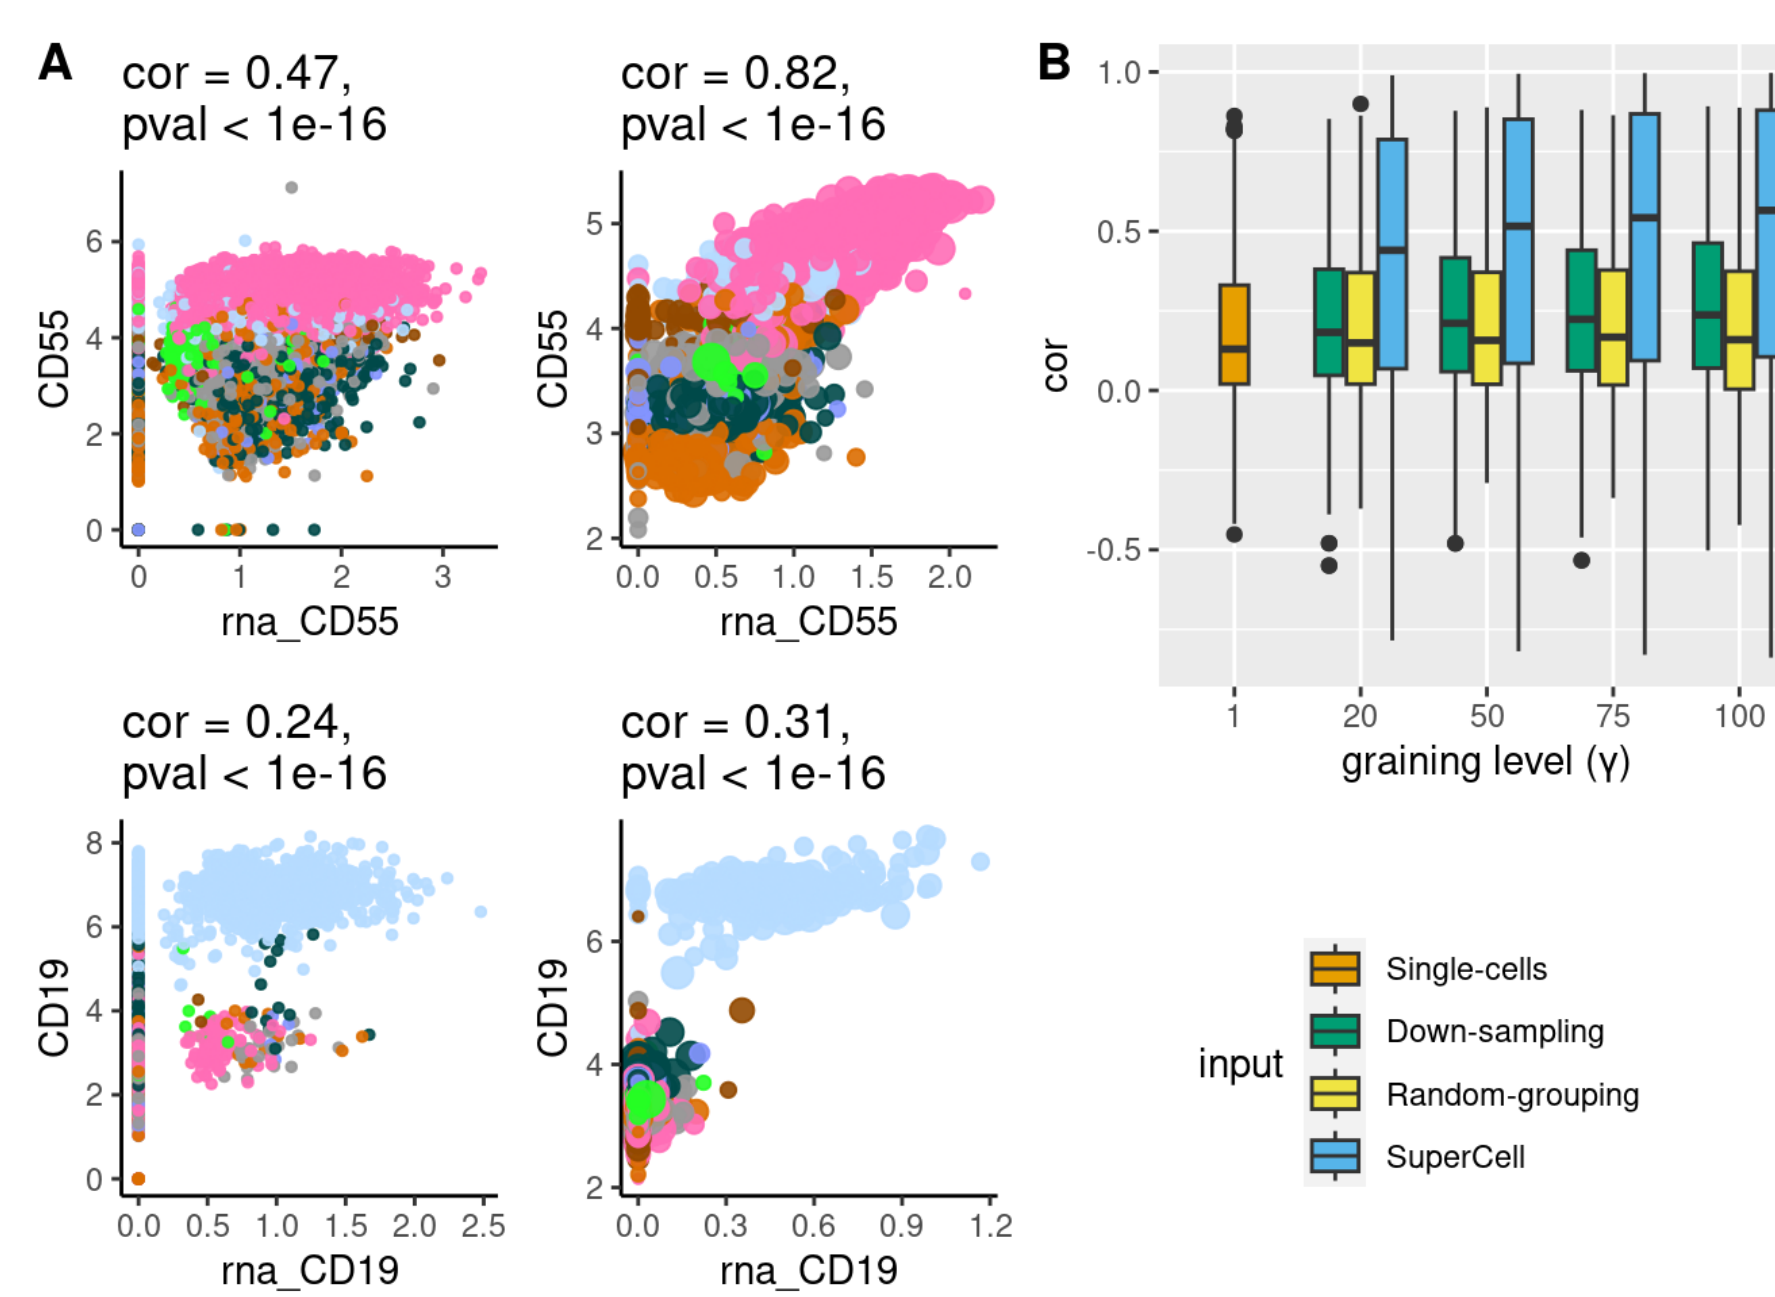 A
cor = 0.47,
pval < 1e-16
CD55
6
4
2
0
0 1 2 3
rna_CD55
cor = 0.82,
pval < 1e-16
CD55
5
4
3
2
0.0 0.5 1.0 1.5 2.0
rna_CD55
cor = 0.24,
pval < 1e-16
CD19
8
6
4
2
0
0.0 0.5 1.0 1.5 2.0 2.5
rna_CD19
cor = 0.31,
pval < 1e-16
CD19
6
4
2
0.0 0.3 0.6 0.9 1.2
rna_CD19
B
cor
1.0
0.5
0.0
-0.5
1 20 50 75 100
graining level (γ)
input
Single-cells
Down-sampling
Random-grouping
SuperCell